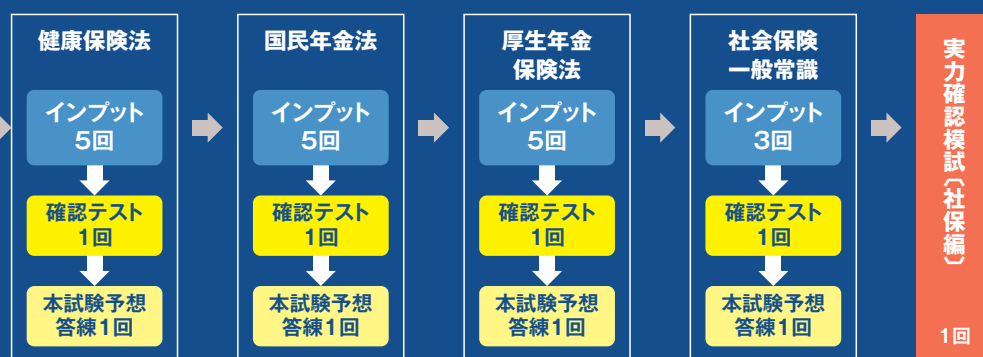 健康保険法
インプット
5回
確認テスト
1回
本試験予想
答練1回
国民年金法
インプット
5回
確認テスト
1回
本試験予想
答練1回
厚生年金
保険法
インプット
5回
確認テスト
1回
本試験予想
答練1回
社会保険
一般常識
インプット
3回
確認テスト
1回
本試験予想
答練1回
実力確認模試〔社保編〕
1回